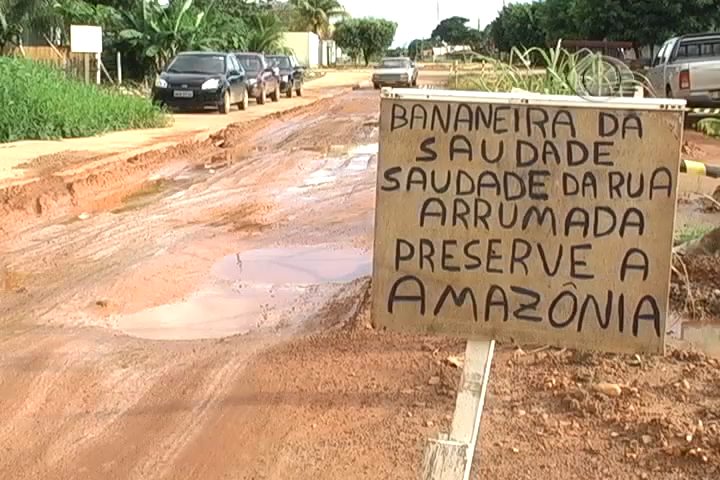 BANANEIRA DA
SAUDADE
SAUDADE DA RUA
ARRUMADA
PRESERVE A
AMAZÔNIA